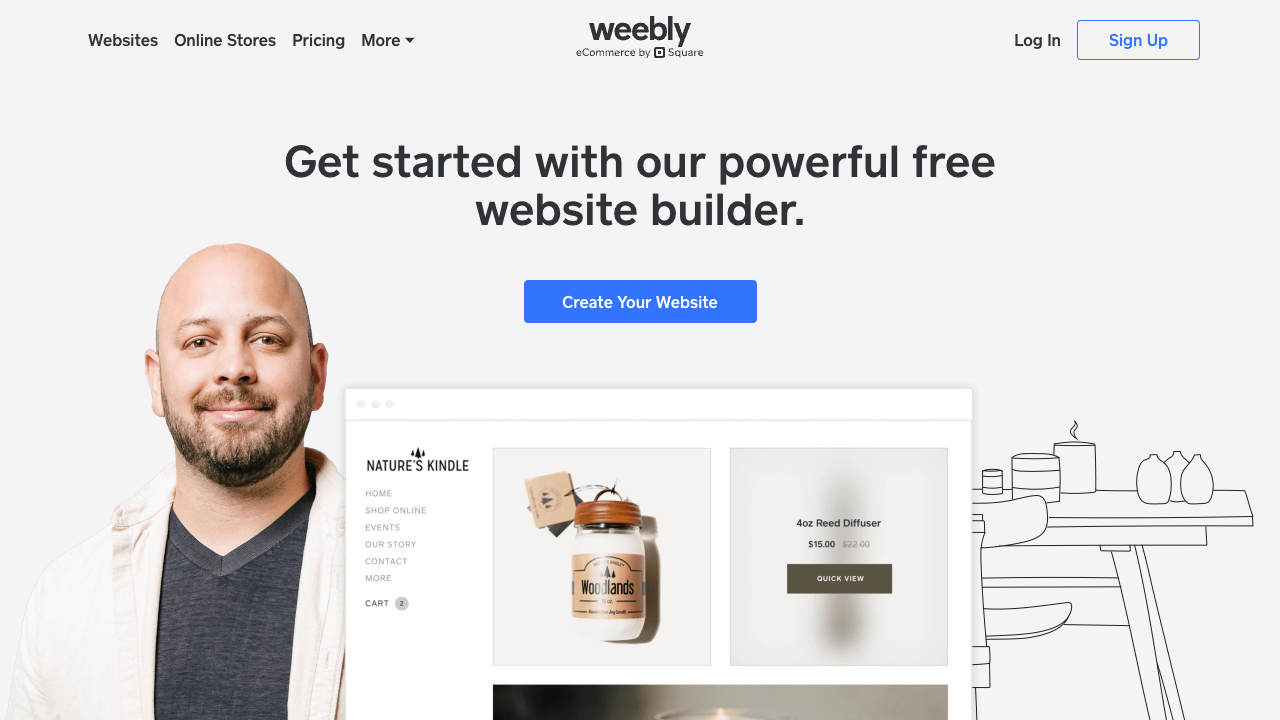 Websites Online Stores Pricing More
weebly
eCommerce by Square
Log In Sign Up
Get started with our powerful free
website builder.
Create Your Website
NATURE'S KINDLE
HOME
SHOP ONLINE
EVENTS
OUR STORY
CONTACT
MORE
CART 2
NATURE'S KINDLE
Woodlands
4oz Reed Diffuser
$15.00 $22.00
QUICK VIEW